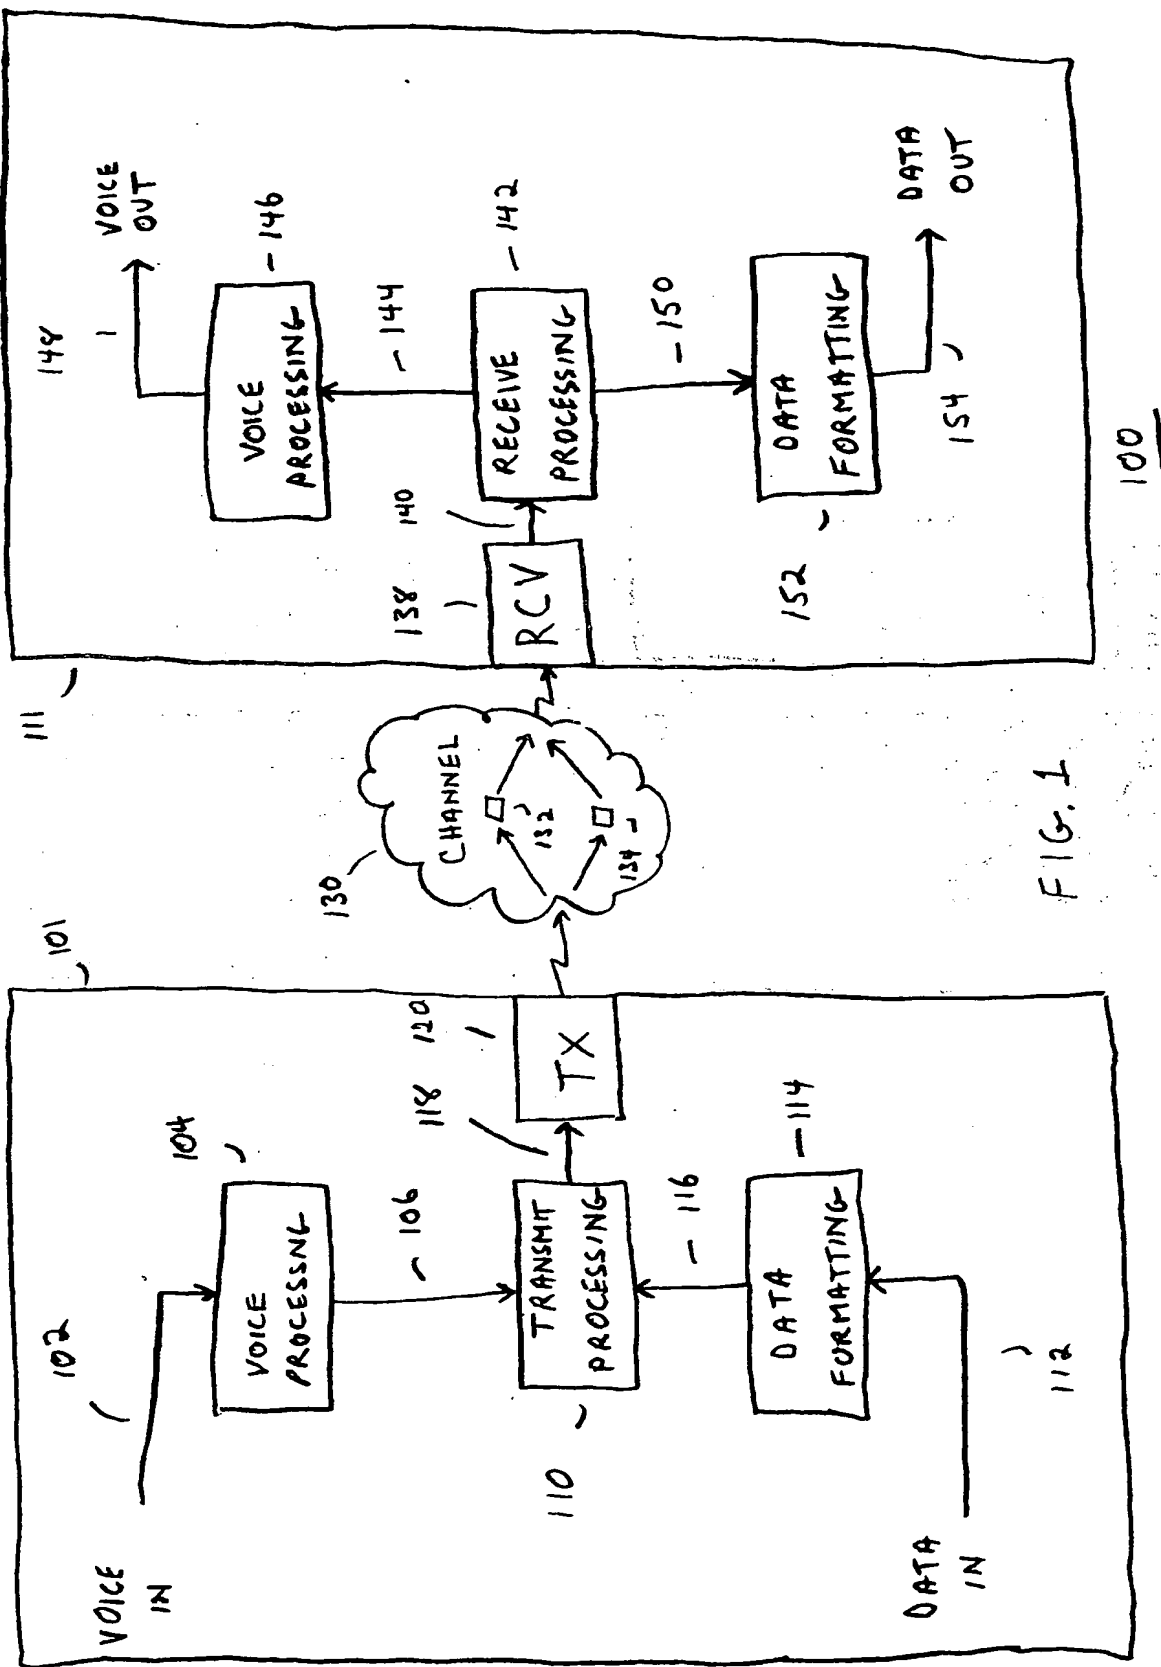 101
102
VOICE
IN
104
VOICE
PROCESSNG
106
110
TRANSMIT
PROCESSING
118
120
TX
116
114
DATA
FORMATTING
DATA
IN
112
130
CHANNEL
132
134
111
138
RCV
140
RECEIVE
PROCESSING
142
144
VOICE
PROCESSING
146
148
VOICE
OUT
150
DATA
FORMATTING
152
154
DATA
OUT
FIG. 1
100